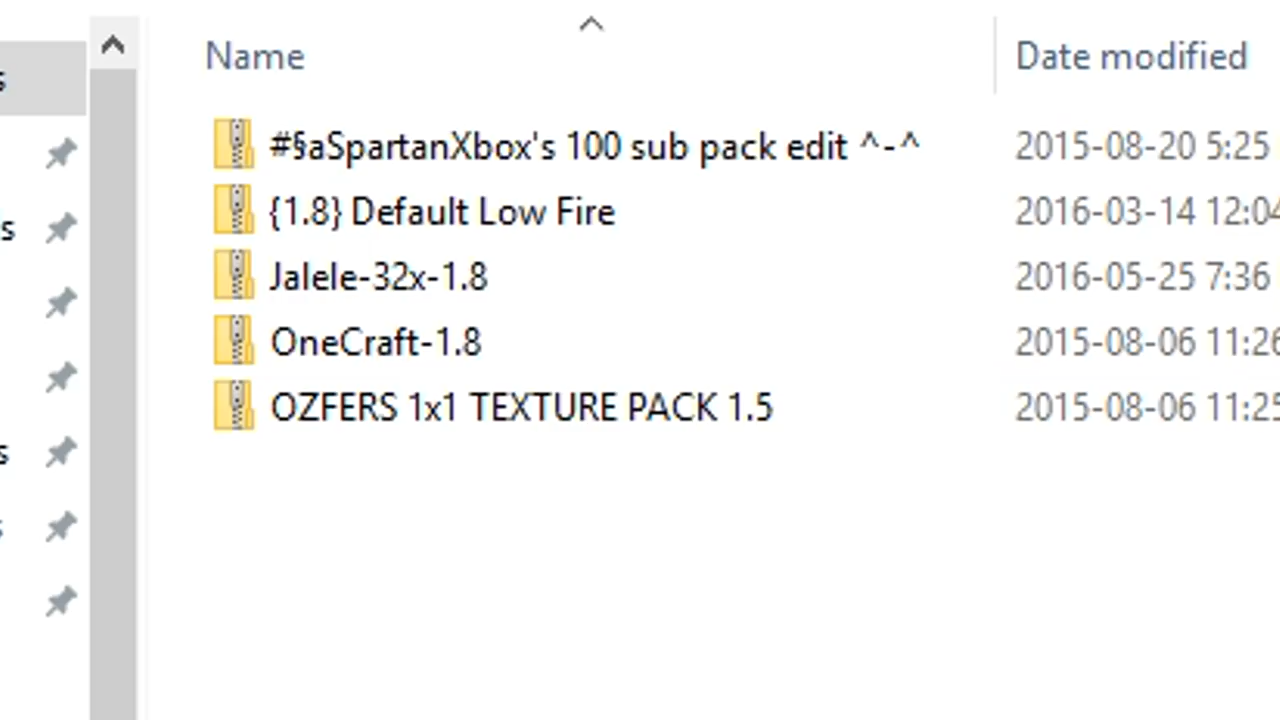 Name Date modified
s
#§aSpartanXbox's 100 sub pack edit ^-^ 2015-08-20 5:25
{1.8} Default Low Fire 2016-03-14 12:04
s
Jalele-32x-1.8 2016-05-25 7:36
OneCraft-1.8 2015-08-06 11:26
OZFERS 1x1 TEXTURE PACK 1.5 2015-08-06 11:25
s
s